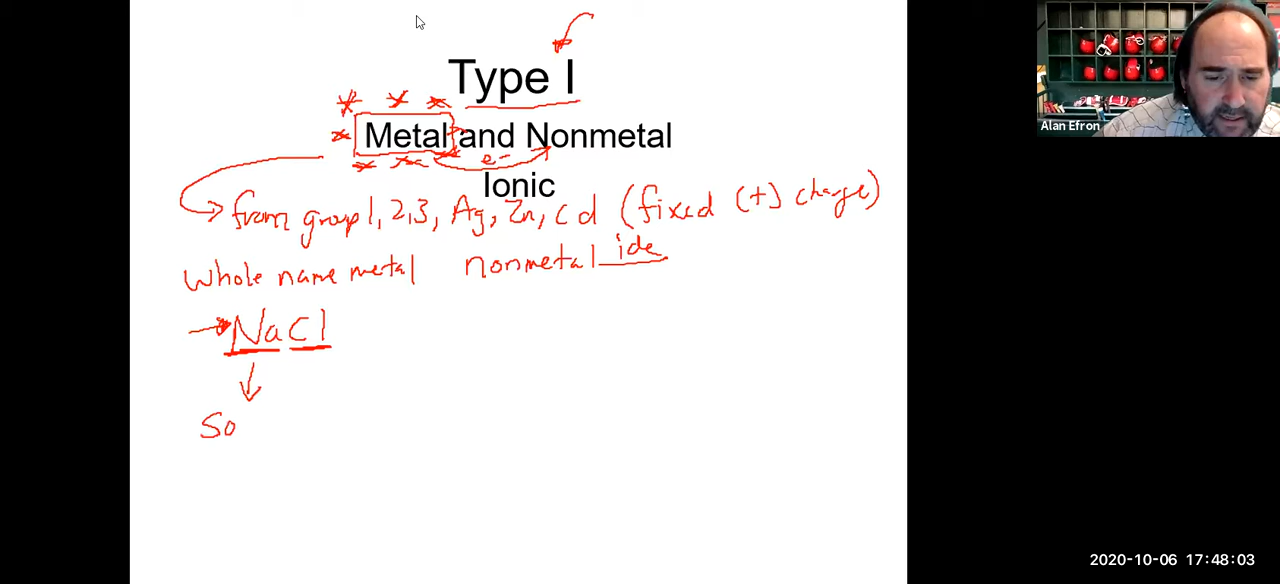 Type I
Metal and Nonmetal
e-
Ionic
from group 1, 2, 3, Ag, Zn, Cd (fixed (+) charge)
Whole name metal nonmetal ide
NaCl
So
Alan Efron
2020-10-06 17:48:03